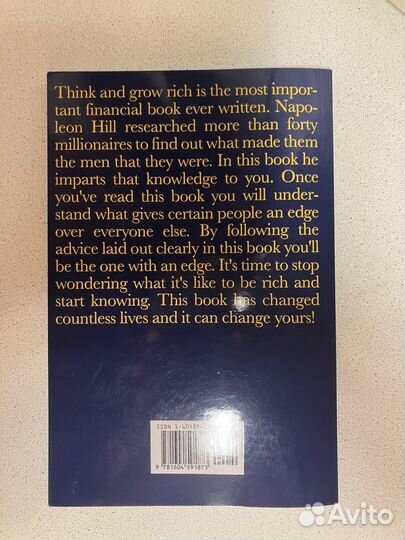 Think and grow rich is the most impor-
tant financial book ever written. Napo-
leon Hill researched more than forty
millionaires to find out what made them
the men that they were. In this book he
imparts that knowledge to you. Once
you've read this book you will under-
stand what gives certain people an edge
over everyone else. By following the
advice laid out clearly in this book you'll
be the one with an edge. It's time to stop
wondering what it's like to be rich and
start knowing. This book has changed
countless lives and it can change yours!
ISBN
9 781604 591873
Avito